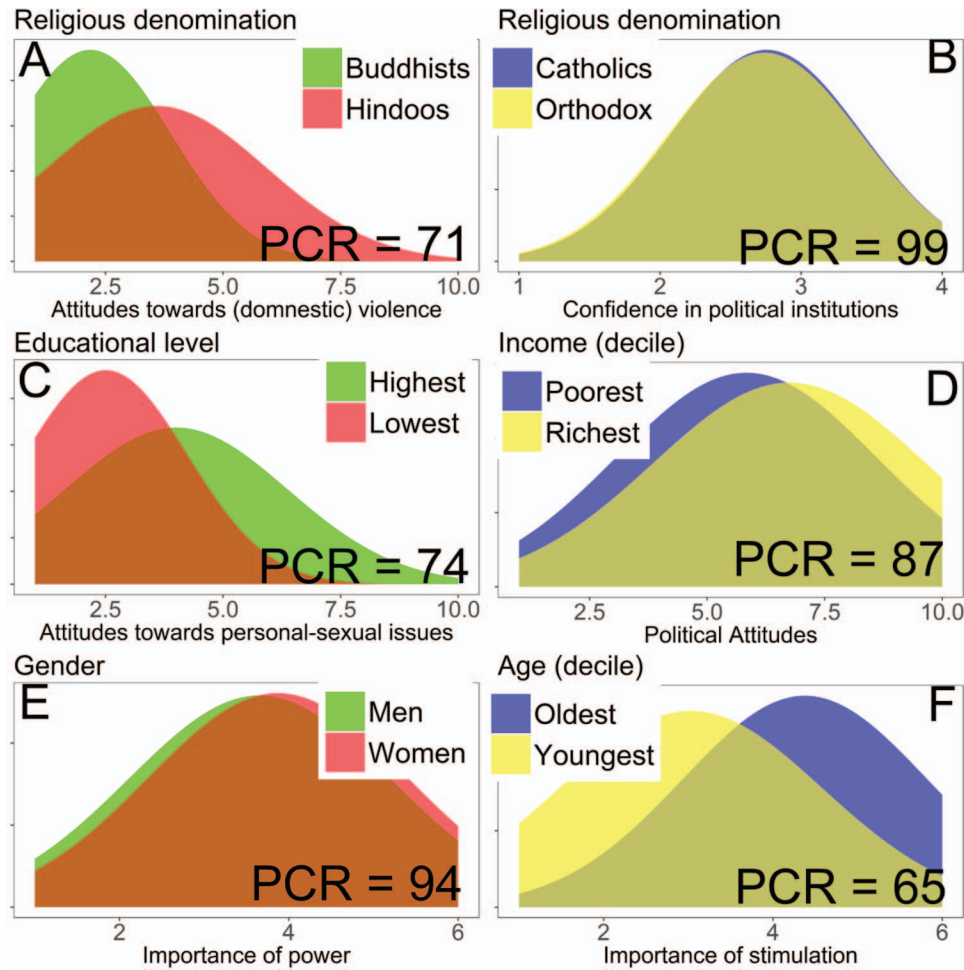 Religious denomination
A
Buddhists
Hindoos
PCR = 71
2.5 5.0 7.5 10.0
Attitudes towards (domnestic) violence
Religious denomination
B
Catholics
Orthodox
PCR = 99
1 2 3 4
Confidence in political institutions
Educational level
C
Highest
Lowest
PCR = 74
2.5 5.0 7.5 10.0
Attitudes towards personal-sexual issues
Income (decile)
D
Poorest
Richest
PCR = 87
2.5 5.0 7.5 10.0
Political Attitudes
Gender
E
Men
Women
PCR = 94
2 4 6
Importance of power
Age (decile)
F
Oldest
Youngest
PCR = 65
2 4 6
Importance of stimulation